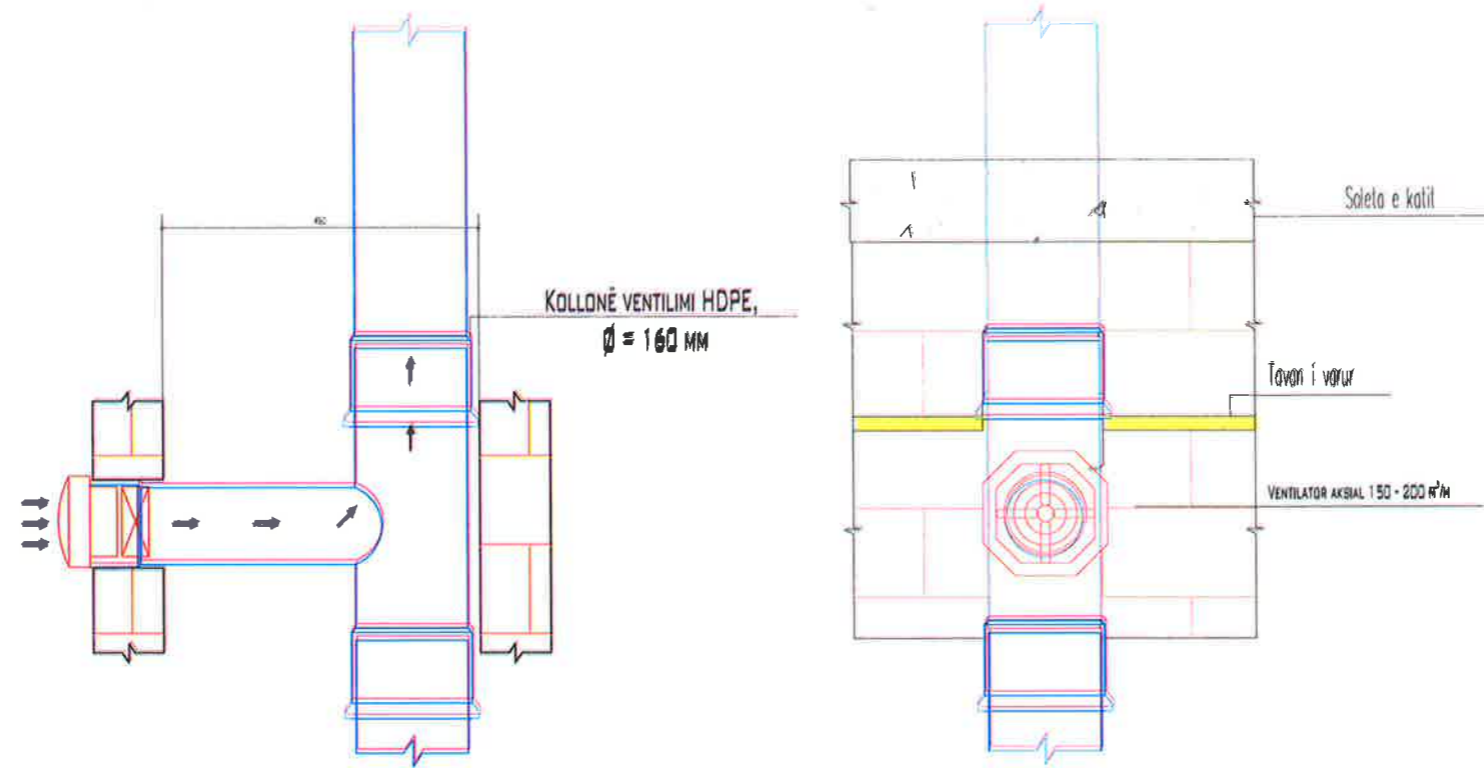 KOLLONË VENTILIMI HDPE,
Ø = 160 MM
Soleta e katit
Tavan i varur
VENTILATOR AKSIAL 150 - 200 m³/H